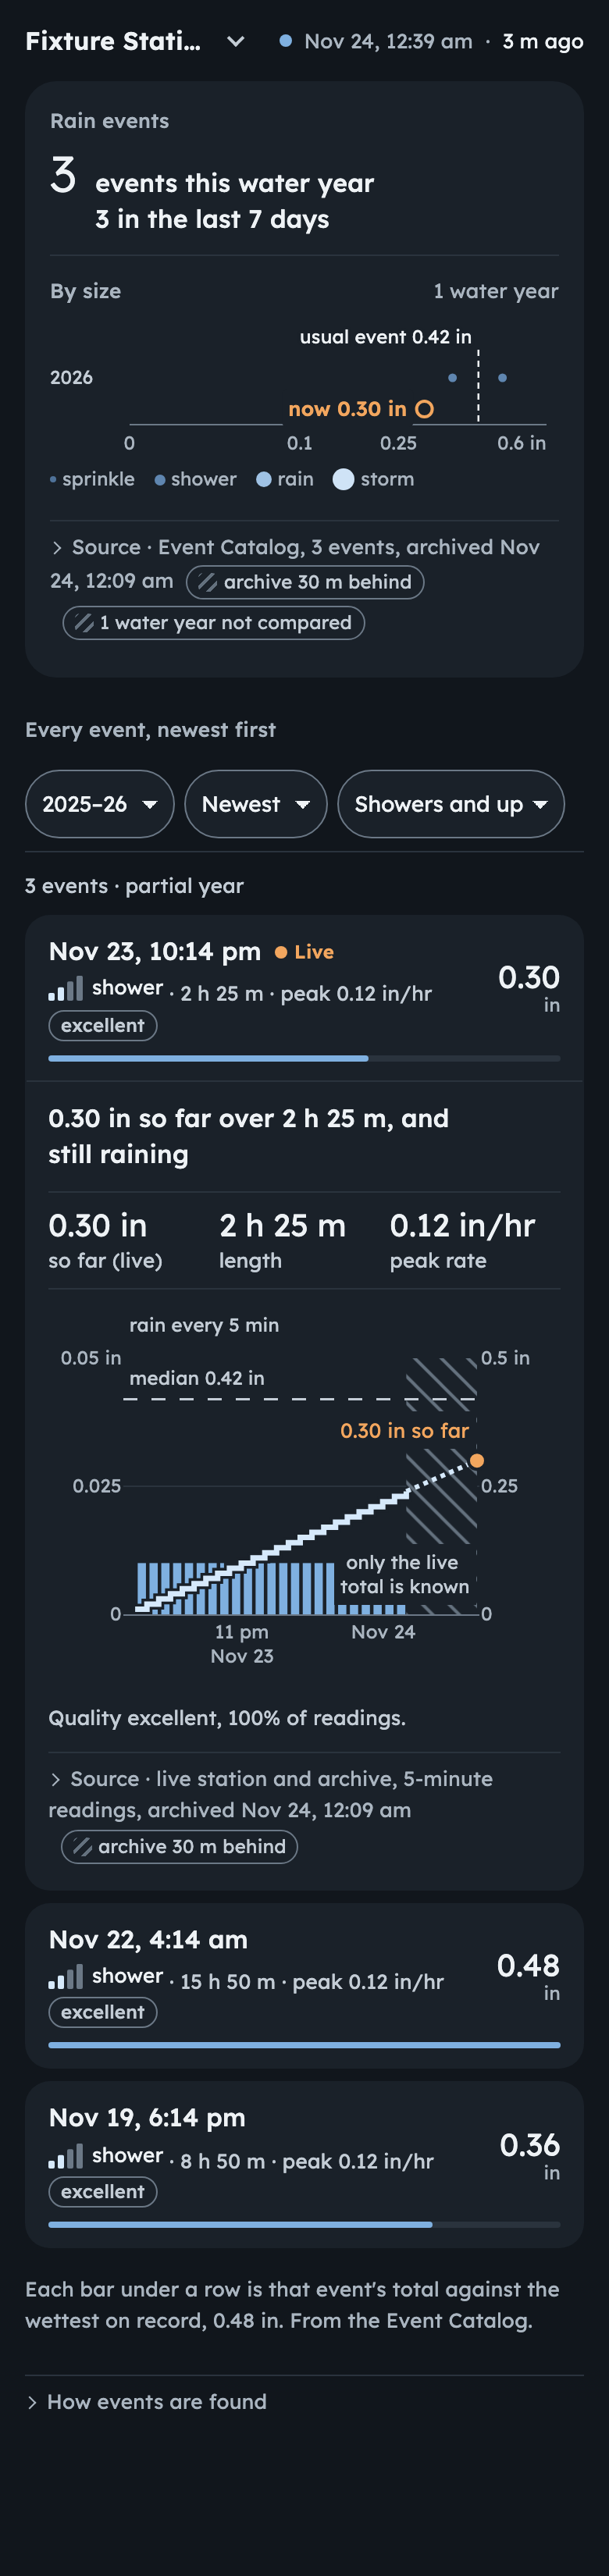 Fixture Stati... Nov 24, 12:39 am · 3 m ago
Rain events
3 events this water year
3 in the last 7 days
By size 1 water year
usual event 0.42 in
2026
now 0.30 in
0 0.1 0.25 0.6 in
sprinkle shower rain storm
Source · Event Catalog, 3 events, archived Nov
24, 12:09 am archive 30 m behind
1 water year not compared
Every event, newest first
2025–26 Newest Showers and up
3 events · partial year
Nov 23, 10:14 pm Live
0.30
shower · 2 h 25 m · peak 0.12 in/hr
in
excellent
0.30 in so far over 2 h 25 m, and
still raining
0.30 in 2 h 25 m 0.12 in/hr
so far (live) length peak rate
rain every 5 min
0.05 in 0.5 in
median 0.42 in
0.30 in so far
0.025 0.25
only the live
total is known
0 0
11 pm Nov 24
Nov 23
Quality excellent, 100% of readings.
Source · live station and archive, 5-minute
readings, archived Nov 24, 12:09 am
archive 30 m behind
Nov 22, 4:14 am
0.48
shower · 15 h 50 m · peak 0.12 in/hr
in
excellent
Nov 19, 6:14 pm
0.36
shower · 8 h 50 m · peak 0.12 in/hr
in
excellent
Each bar under a row is that event's total against the
wettest on record, 0.48 in. From the Event Catalog.
How events are found